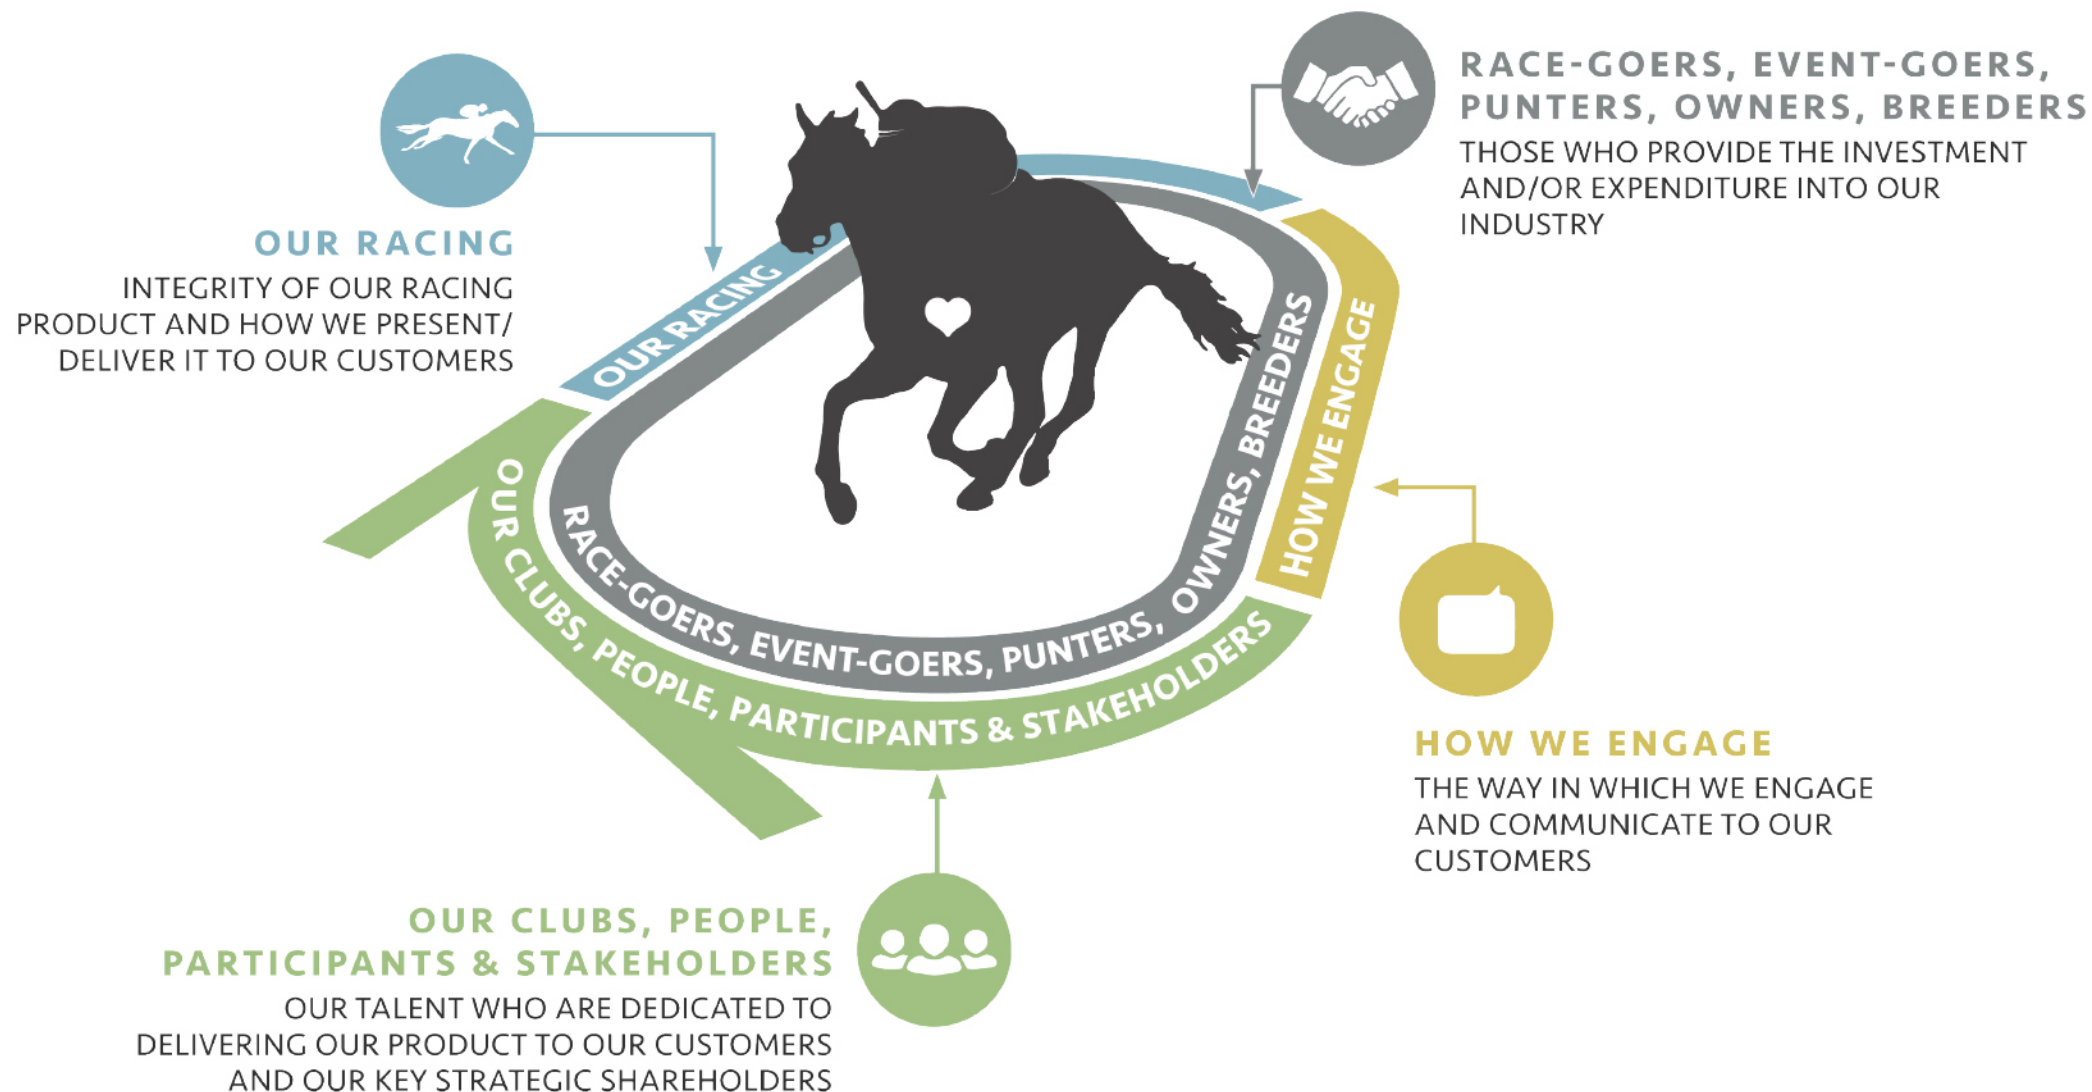 OUR RACING
INTEGRITY OF OUR RACING
PRODUCT AND HOW WE PRESENT/
DELIVER IT TO OUR CUSTOMERS
RACE-GOERS, EVENT-GOERS,
PUNTERS, OWNERS, BREEDERS
THOSE WHO PROVIDE THE INVESTMENT
AND/OR EXPENDITURE INTO OUR
INDUSTRY
OUR RACING
RACE-GOERS, EVENT-GOERS, PUNTERS, OWNERS, BREEDERS
HOW WE ENGAGE
OUR CLUBS, PEOPLE, PARTICIPANTS & STAKEHOLDERS
HOW WE ENGAGE
THE WAY IN WHICH WE ENGAGE
AND COMMUNICATE TO OUR
CUSTOMERS
OUR CLUBS, PEOPLE,
PARTICIPANTS & STAKEHOLDERS
OUR TALENT WHO ARE DEDICATED TO
DELIVERING OUR PRODUCT TO OUR CUSTOMERS
AND OUR KEY STRATEGIC SHAREHOLDERS